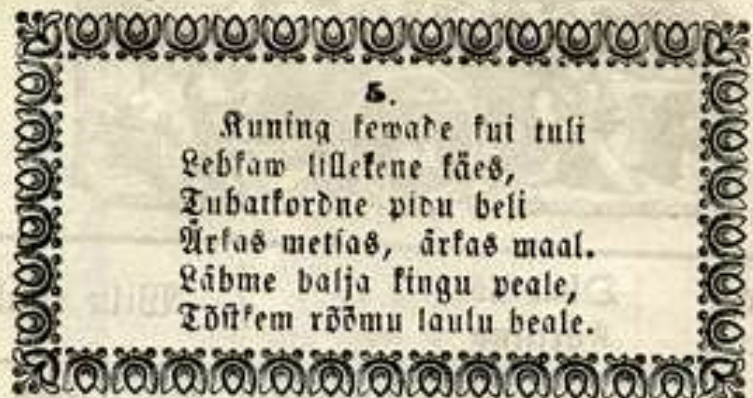 5.
Kuning kewade kui tuli
Lehkaw lillekene käes,
Tuhatkordne pidu heli
Ärkas metsas, ärkas maal.
Lähme halja kingu peale,
Tõstkem rõõmu laulu heale.